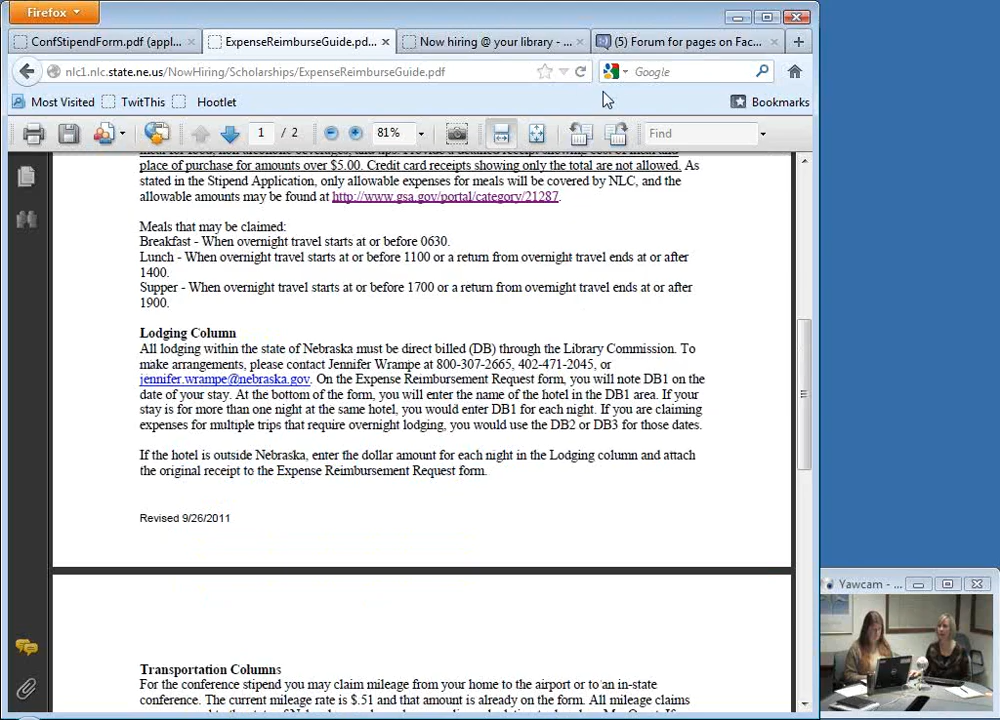 Firefox
ConfStipendForm.pdf (appl...
ExpenseReimburseGuide.pd...
Now hiring @ your library - ...
(5) Forum for pages on Fac...
nlc1.nlc.state.ne.us/NowHiring/Scholarships/ExpenseReimburseGuide.pdf
Google
Most Visited
TwitThis
Hootlet
Bookmarks
1 / 2
81%
Find
place of purchase for amounts over $5.00. Credit card receipts showing only the total are not allowed. As
stated in the Stipend Application, only allowable expenses for meals will be covered by NLC, and the
allowable amounts may be found at http://www.gsa.gov/portal/category/21287.
Meals that may be claimed:
Breakfast - When overnight travel starts at or before 0630.
Lunch - When overnight travel starts at or before 1100 or a return from overnight travel ends at or after
1400.
Supper - When overnight travel starts at or before 1700 or a return from overnight travel ends at or after
1900.
Lodging Column
All lodging within the state of Nebraska must be direct billed (DB) through the Library Commission. To
make arrangements, please contact Jennifer Wrampe at 800-307-2665, 402-471-2045, or
jennifer.wrampe@nebraska.gov. On the Expense Reimbursement Request form, you will note DB1 on the
date of your stay. At the bottom of the form, you will enter the name of the hotel in the DB1 area. If your
stay is for more than one night at the same hotel, you would enter DB1 for each night. If you are claiming
expenses for multiple trips that require overnight lodging, you would use the DB2 or DB3 for those dates.
If the hotel is outside Nebraska, enter the dollar amount for each night in the Lodging column and attach
the original receipt to the Expense Reimbursement Request form.
Revised 9/26/2011
Yawcam - ...
Transportation Columns
For the conference stipend you may claim mileage from your home to the airport or to an in-state
conference. The current mileage rate is $.51 and that amount is already on the form. All mileage claims